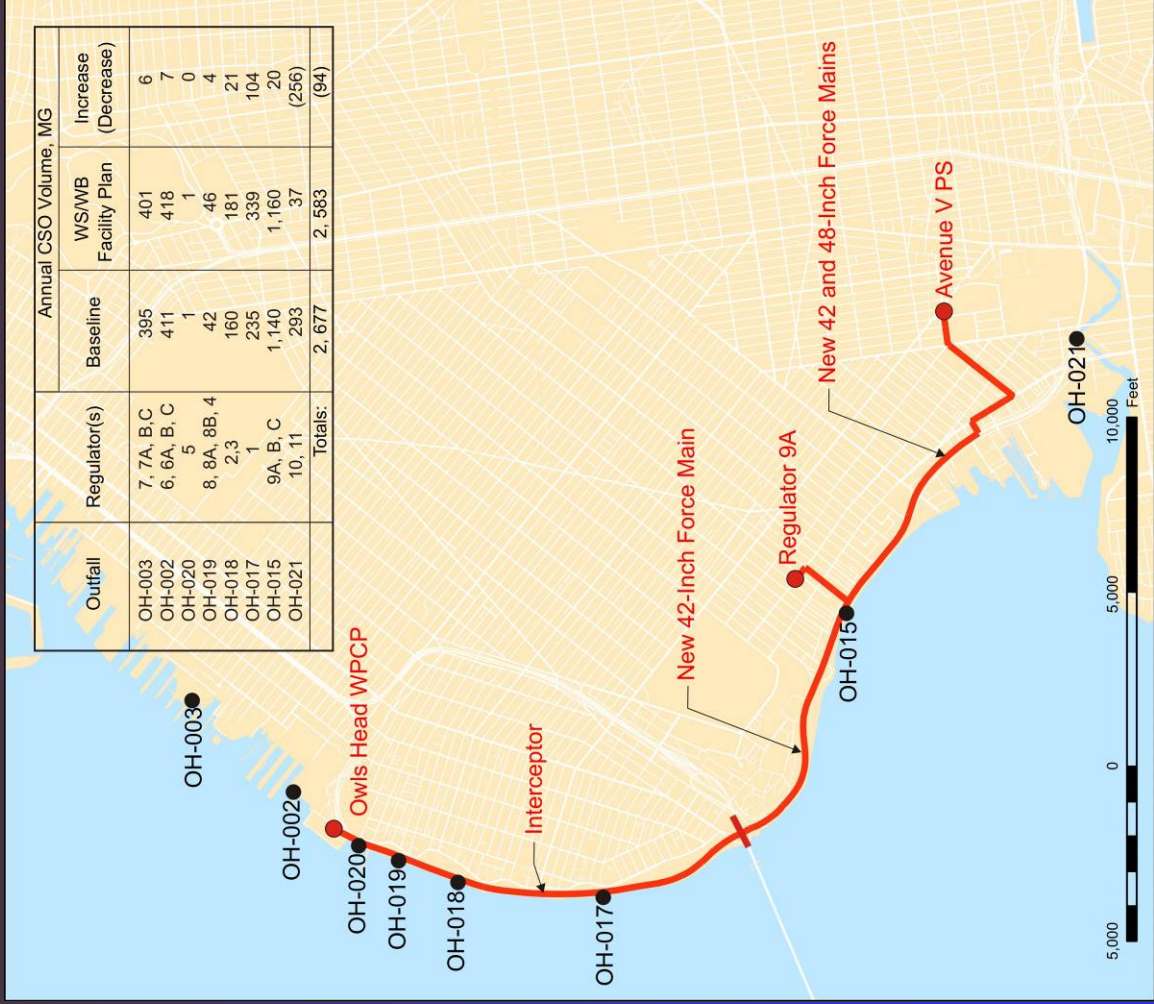 Annual CSO Volume, MG
Outfall Regulator(s) Baseline WS/WB Facility Plan Increase (Decrease)
OH-003 7, 7A, B,C 395 401 6
OH-002 6, 6A, B, C 411 418 7
OH-020 5 1 1 0
OH-019 8, 8A, 8B, 4 42 46 4
OH-018 2,3 160 181 21
OH-017 1 235 339 104
OH-015 9A, B, C 1,140 1,160 20
OH-021 10, 11 293 37 (256)
Totals: 2, 677 2, 583 (94)
OH-003
OH-002
Owls Head WPCP
OH-020
OH-019
OH-018
Interceptor
OH-017
New 42-Inch Force Main
Regulator 9A
OH-015
New 42 and 48-Inch Force Mains
Avenue V PS
OH-021
5,000 0 5,000 10,000
Feet